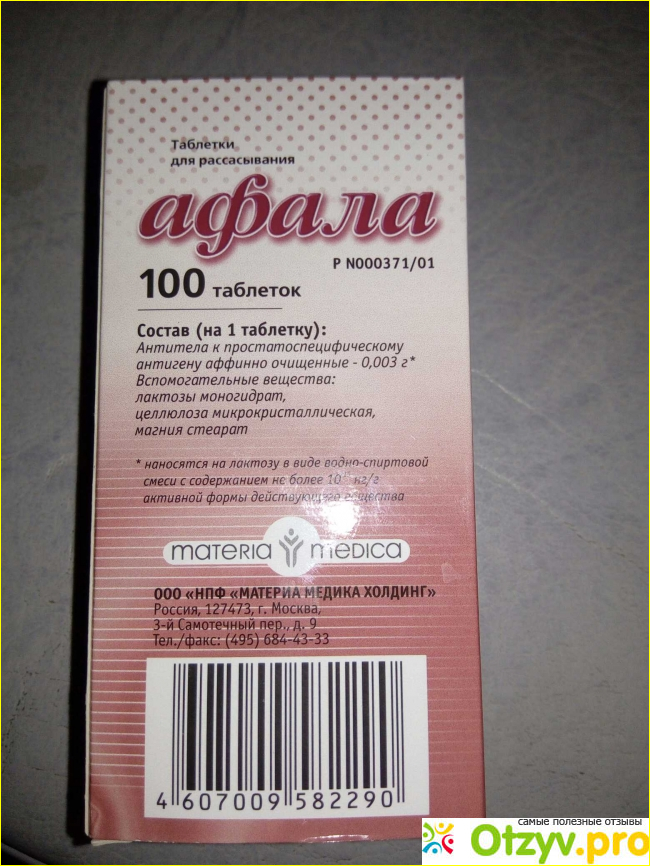 Таблетки
для рассасывания
афала
Р N000371/01
100 таблеток
Состав (на 1 таблетку):
Антитела к простатоспецифическому
антигену аффинно очищенные - 0,003 г*
Вспомогательные вещества:
лактозы моногидрат,
целлюлоза микрокристаллическая,
магния стеарат
* наносятся на лактозу в виде водно-спиртовой
смеси с содержанием не более нг/г
активной формы действующего вещества
materia medica
ООО «НПФ «МАТЕРИА МЕДИКА ХОЛДИНГ»
Россия, 127473, г. Москва,
3-й Самотечный пер., д. 9
Тел./факс: (495) 684-43-33
4 607009 582290
самые полезные отзывы
Otzyv.pro